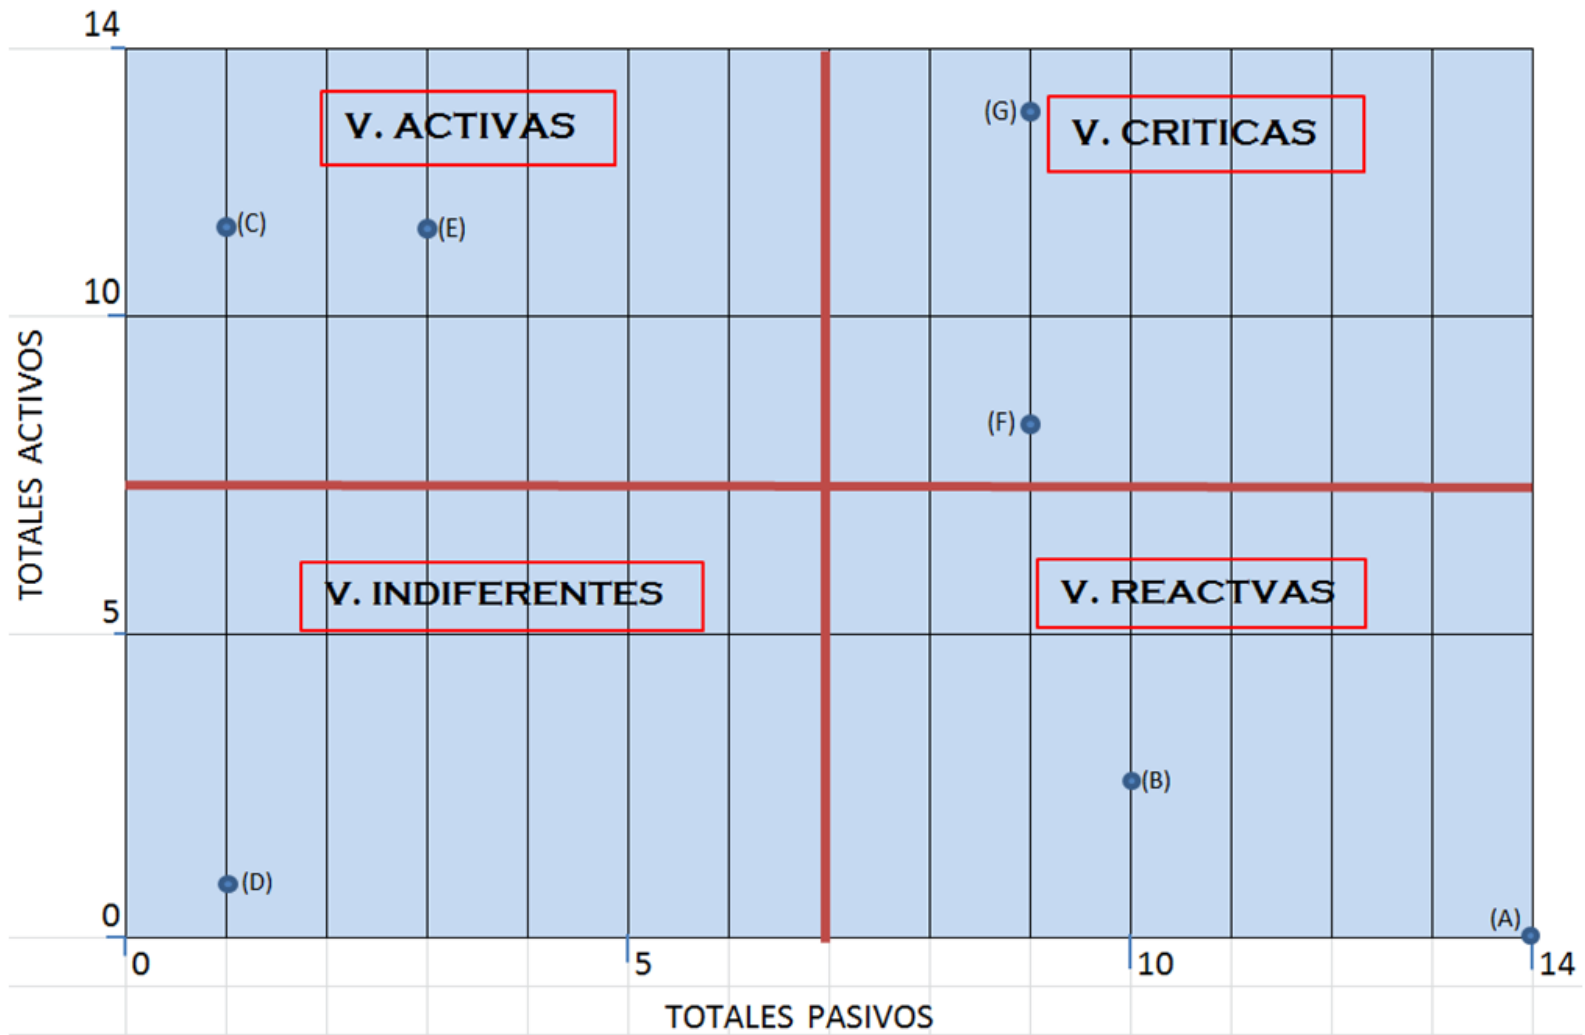 14
V. ACTIVAS
(G)
V. CRITICAS
(C)
(E)
10
TOTALES ACTIVOS
(F)
V. INDIFERENTES
V. REACTVAS
5
(B)
(D)
0
(A)
0
5
10
14
TOTALES PASIVOS